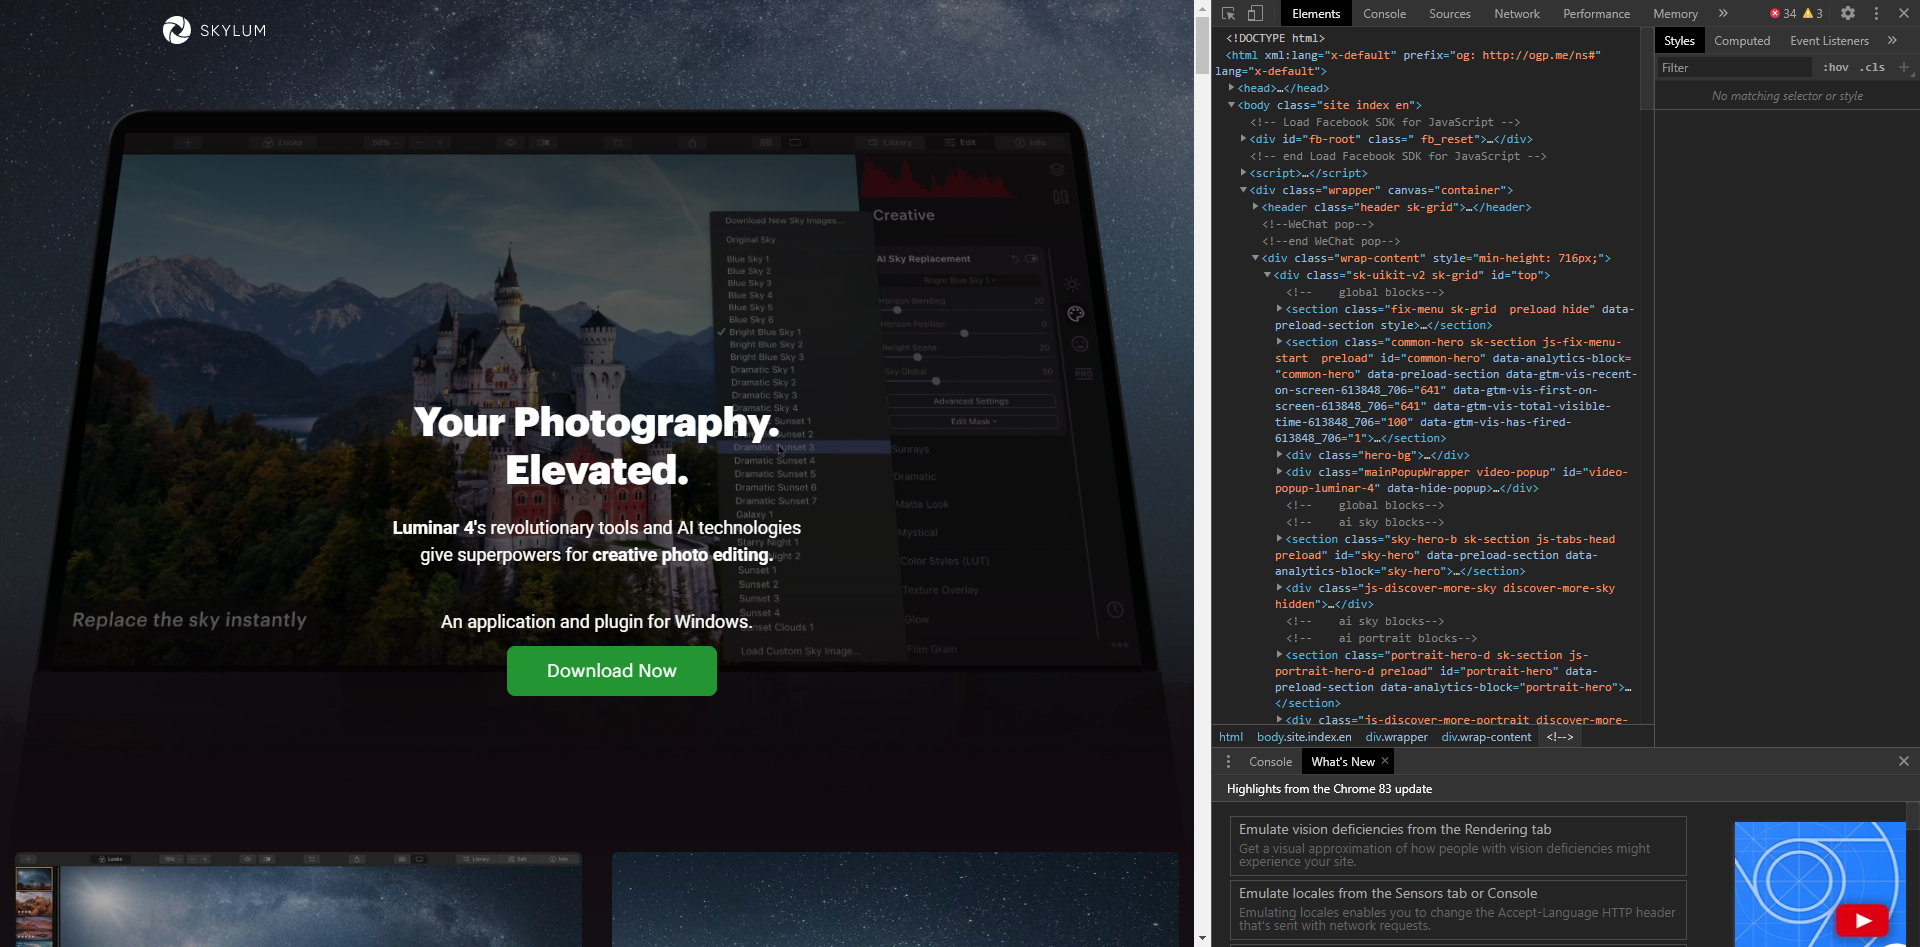 SKYLUM
Looks
56%
Library
Edit
Info
Download New Sky Images...
Original Sky
Blue Sky 1
Blue Sky 2
Blue Sky 3
Blue Sky 4
Blue Sky 5
Blue Sky 6
Bright Blue Sky 1
Bright Blue Sky 2
Bright Blue Sky 3
Dramatic Sky 1
Dramatic Sky 2
Dramatic Sky 3
Dramatic Sky 4
Sunset 1
Sunset 2
Dramatic Sunset 3
Dramatic Sunset 4
Dramatic Sunset 5
Dramatic Sunset 6
Dramatic Sunset 7
Galaxy 1
Starry Night 1
Night 2
Sunset 1
Sunset 2
Sunset 3
Sunset 4
Sunset Clouds 1
Load Custom Sky Image...
Creative
AI Sky Replacement
Bright Blue Sky 1
Horizon Blending 20
Horizon Position 0
Relight Scene 20
Sky Global 30
Advanced Settings
Edit Mask
Sunrays
Dramatic
Matte Look
Mystical
Color Styles (LUT)
Texture Overlay
Glow
Film Grain
PRO
Your Photography.
Elevated.
Luminar 4's revolutionary tools and AI technologies
give superpowers for creative photo editing.
Replace the sky instantly
An application and plugin for Windows.
Download Now
Looks
Library
Edit
Info
Elements Console Sources Network Performance Memory 34 3
<!DOCTYPE html>
<html xml:lang="x-default" prefix="og: http://ogp.me/ns#"
lang="x-default">
<head>…</head>
<body class="site index en">
<!-- Load Facebook SDK for JavaScript -->
<div id="fb-root" class=" fb_reset">…</div>
<!-- end Load Facebook SDK for JavaScript -->
<script>…</script>
<div class="wrapper" canvas="container">
<header class="header sk-grid">…</header>
<!--WeChat pop-->
<!--end WeChat pop-->
<div class="wrap-content" style="min-height: 716px;">
<div class="sk-uikit-v2 sk-grid" id="top">
<!-- global blocks-->
<section class="fix-menu sk-grid preload hide" data-
preload-section style>…</section>
<section class="common-hero sk-section js-fix-menu-
start preload" id="common-hero" data-analytics-block=
"common-hero" data-preload-section data-gtm-vis-recent-
on-screen-613848_706="641" data-gtm-vis-first-on-
screen-613848_706="641" data-gtm-vis-total-visible-
time-613848_706="100" data-gtm-vis-has-fired-
613848_706="1">…</section>
<div class="hero-bg">…</div>
<div class="mainPopupWrapper video-popup" id="video-
popup-luminar-4" data-hide-popup>…</div>
<!-- global blocks-->
<!-- ai sky blocks-->
<section class="sky-hero-b sk-section js-tabs-head
preload" id="sky-hero" data-preload-section data-
analytics-block="sky-hero">…</section>
<div class="js-discover-more-sky discover-more-sky
hidden">…</div>
<!-- ai sky blocks-->
<!-- ai portrait blocks-->
<section class="portrait-hero-d sk-section js-
portrait-hero-d preload" id="portrait-hero" data-
preload-section data-analytics-block="portrait-hero">…
</section>
<div class="js-discover-more-portrait discover-more-
html body.site.index.en div.wrapper div.wrap-content <!-->
Styles Computed Event Listeners
Filter :hov .cls
No matching selector or style
Console What's New
Highlights from the Chrome 83 update
Emulate vision deficiencies from the Rendering tab
Get a visual approximation of how people with vision deficiencies might
experience your site.
Emulate locales from the Sensors tab or Console
Emulating locales enables you to change the Accept-Language HTTP header
that's sent with network requests.